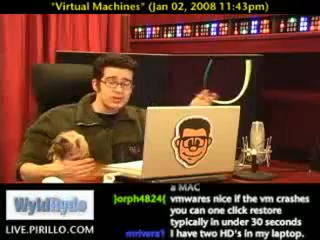 *Virtual Machines* (Jan 02, 2008 11:43pm)
a MAC
jorph4824( vmwares nice if the vm crashes
you can one click restore
typically in under 30 seconds
mrivera1 I have two HD's in my laptop.
WyldRyde
LIVE.PIRILLO.COM